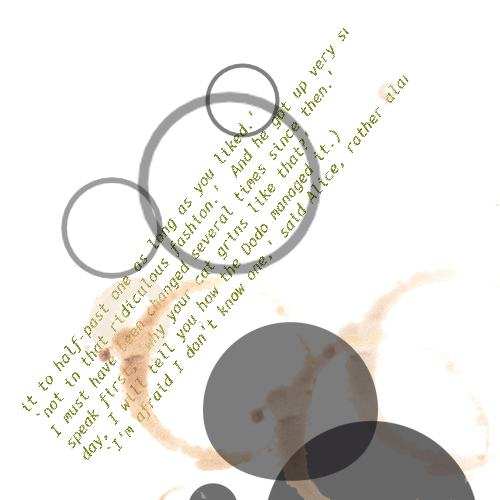 it to half-past one as long as you liked.'
`not in that ridiculous fashion.' And he got up very
I must have been changed several times since then.'
speak first, `why your cat grins like that?'
day, I will tell you how the Dodo managed it.)
`I'm afraid I don't know one,' said Alice, rather